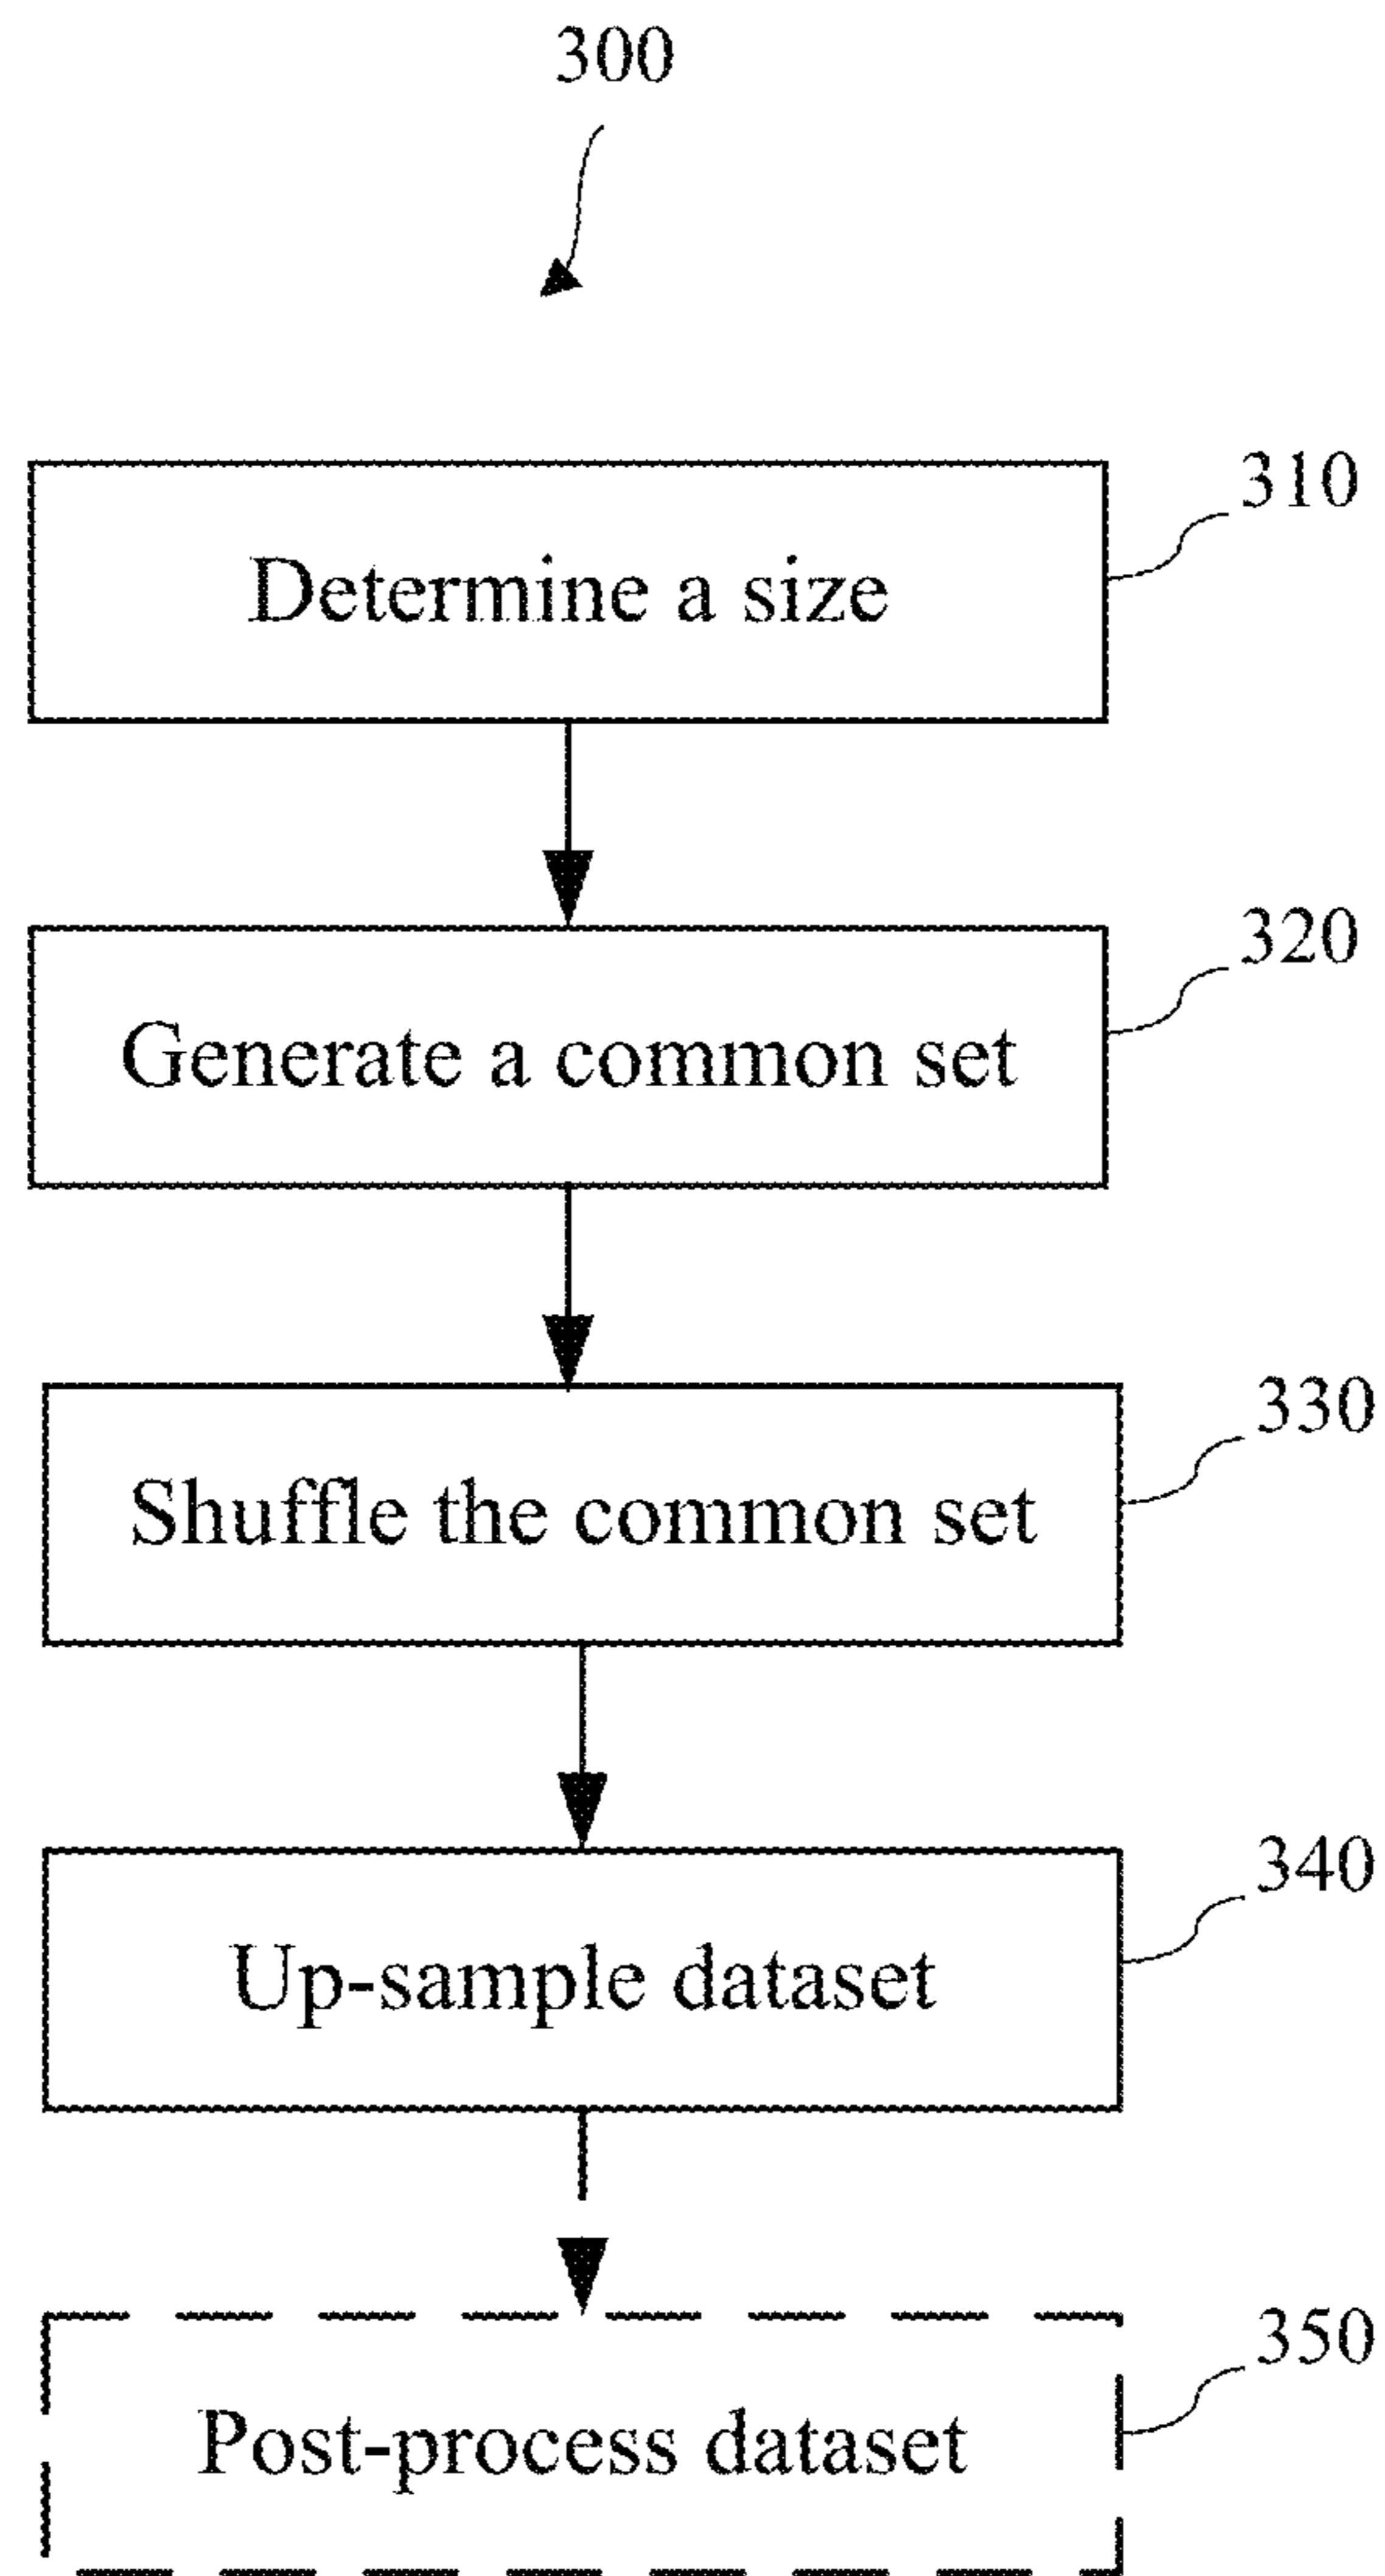 300
310
Determine a size
320
Generate a common set
330
Shuffle the common set
340
Up-sample dataset
350
Post-process dataset